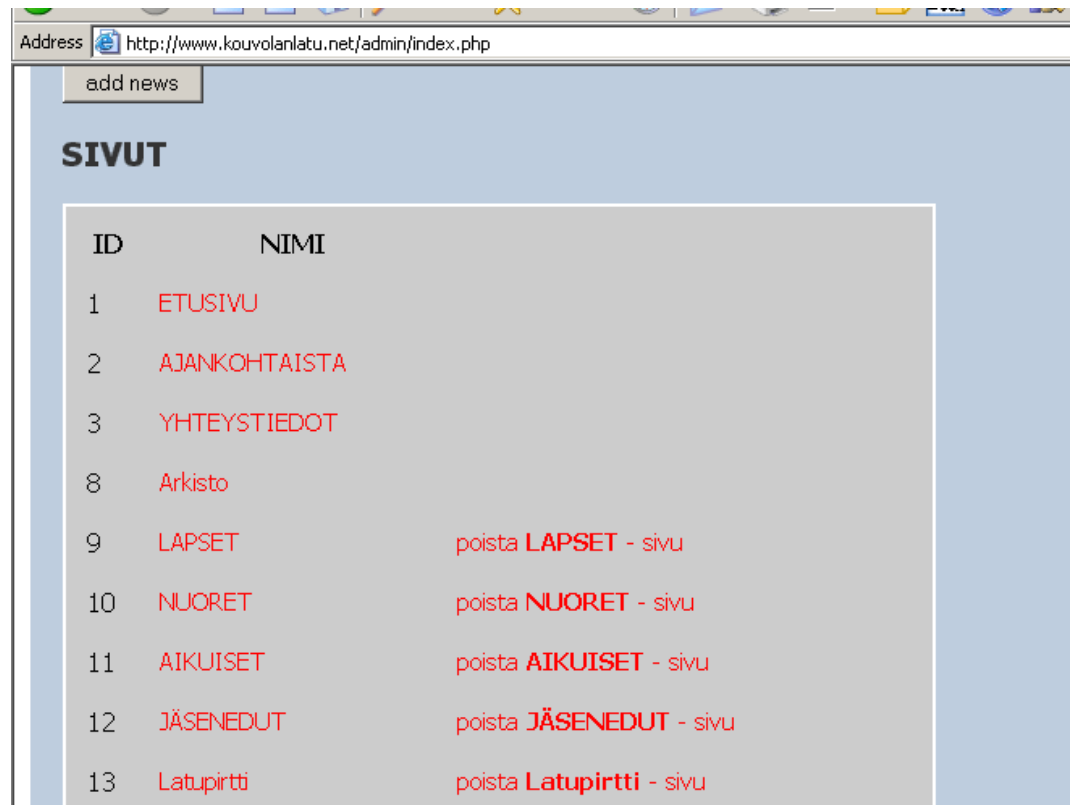 Address http://www.kouvolanlatu.net/admin/index.php
add news
SIVUT
ID NIMI
1 ETUSIVU
2 AJANKOHTAISTA
3 YHTEYSTIEDOT
8 Arkisto
9 LAPSET poista LAPSET - sivu
10 NUORET poista NUORET - sivu
11 AIKUISET poista AIKUISET - sivu
12 JÄSENEDUT poista JÄSENEDUT - sivu
13 Latupirtti poista Latupirtti - sivu